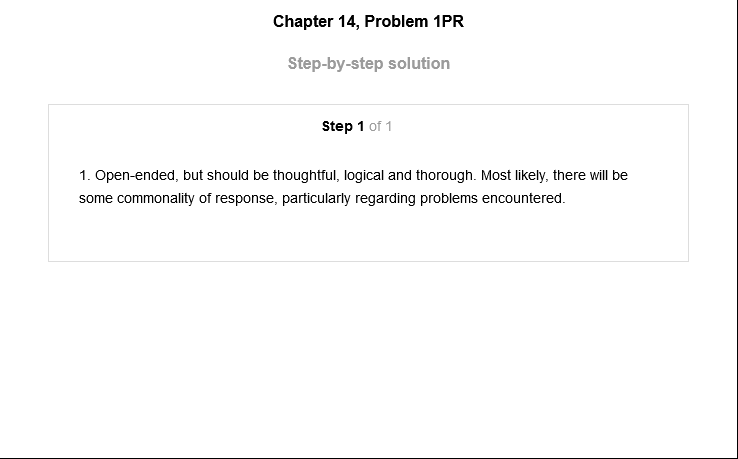 Chapter 14, Problem 1PR
Step-by-step solution
Step 1 of 1
1. Open-ended, but should be thoughtful, logical and thorough. Most likely, there will be
some commonality of response, particularly regarding problems encountered.